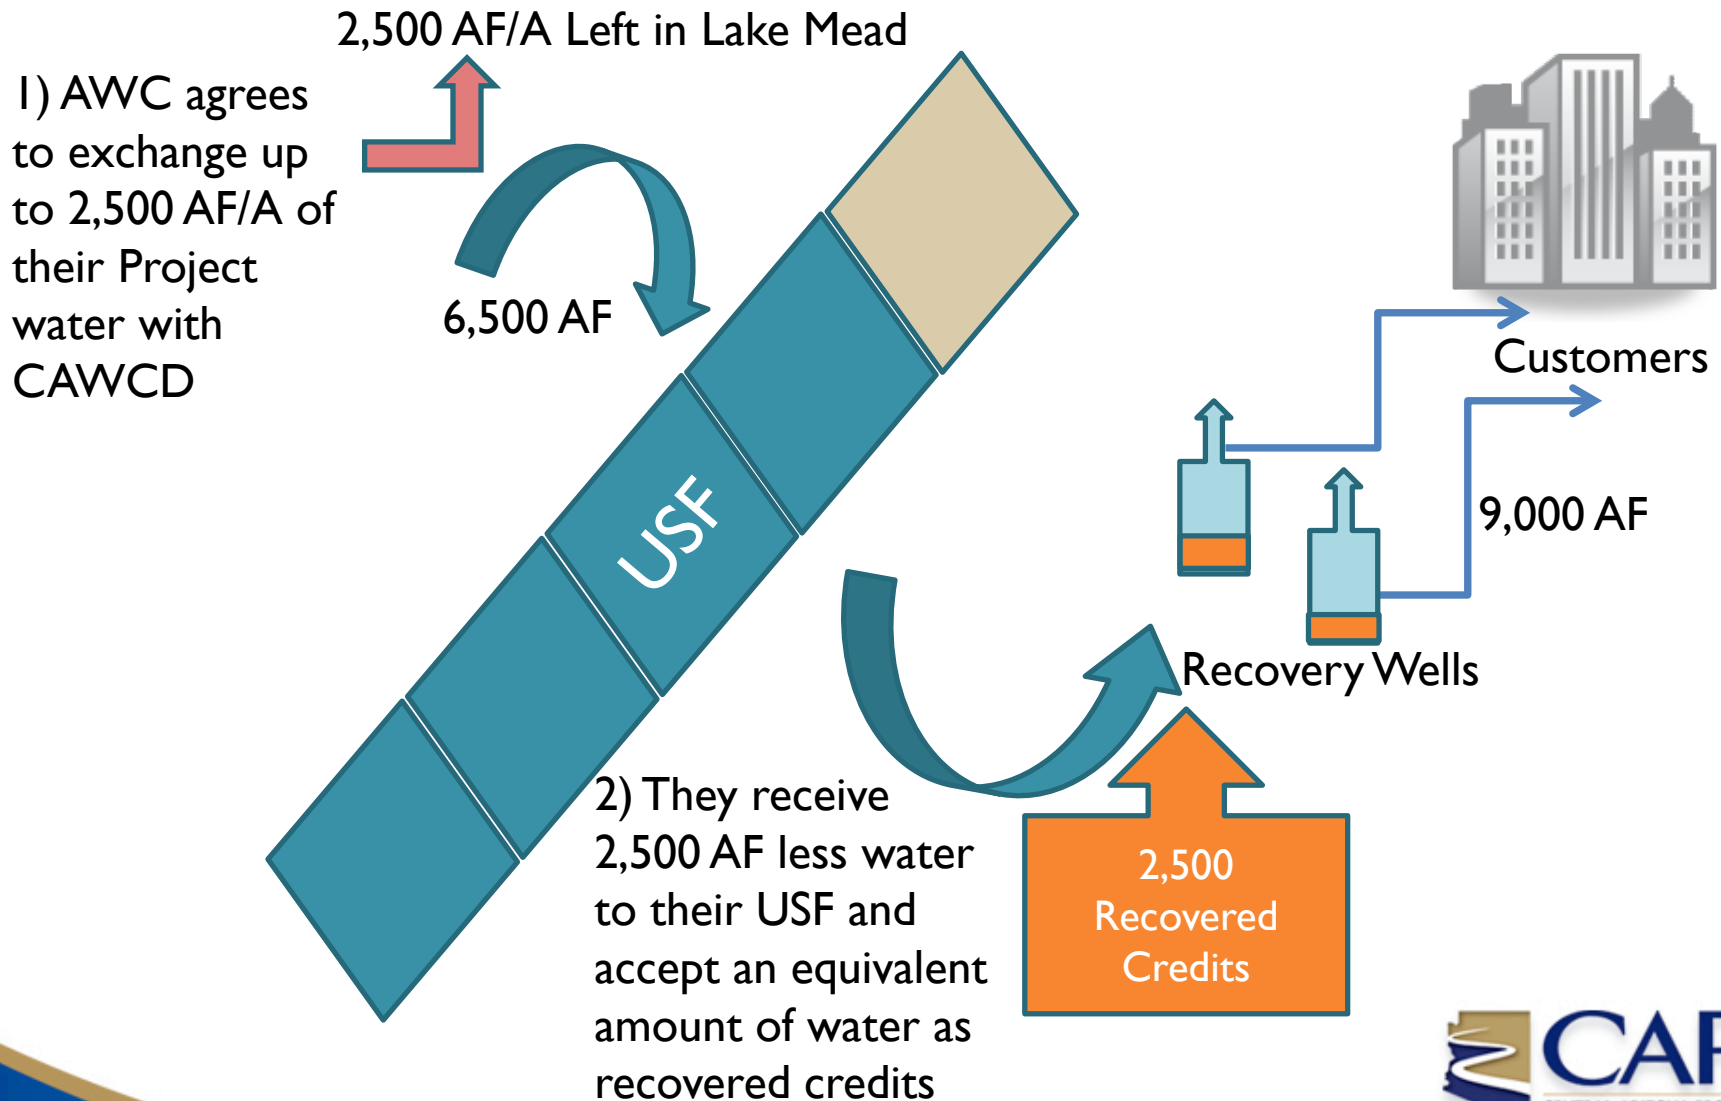 2,500 AF/A Left in Lake Mead
1) AWC agrees
to exchange up
to 2,500 AF/A of
their Project
water with
CAWCD
6,500 AF
USF
Customers
9,000 AF
Recovery Wells
2) They receive
2,500 AF less water
to their USF and
accept an equivalent
amount of water as
recovered credits
2,500
Recovered
Credits
CAP